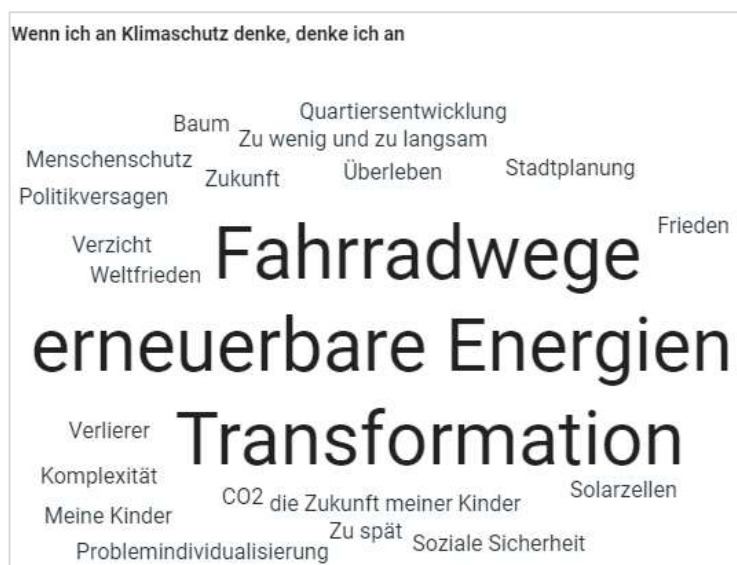 Wenn ich an Klimaschutz denke, denke ich an
Quartiersentwicklung
Baum
Zu wenig und zu langsam
Menschenschutz
Zukunft
Überleben
Stadtplanung
Politikversagen
Frieden
Verzicht
Fahrradwege
Weltfrieden
erneuerbare Energien
Verlierer
Transformation
Komplexität
Solarzellen
CO2
die Zukunft meiner Kinder
Meine Kinder
Zu spät
Soziale Sicherheit
Problemindividualisierung